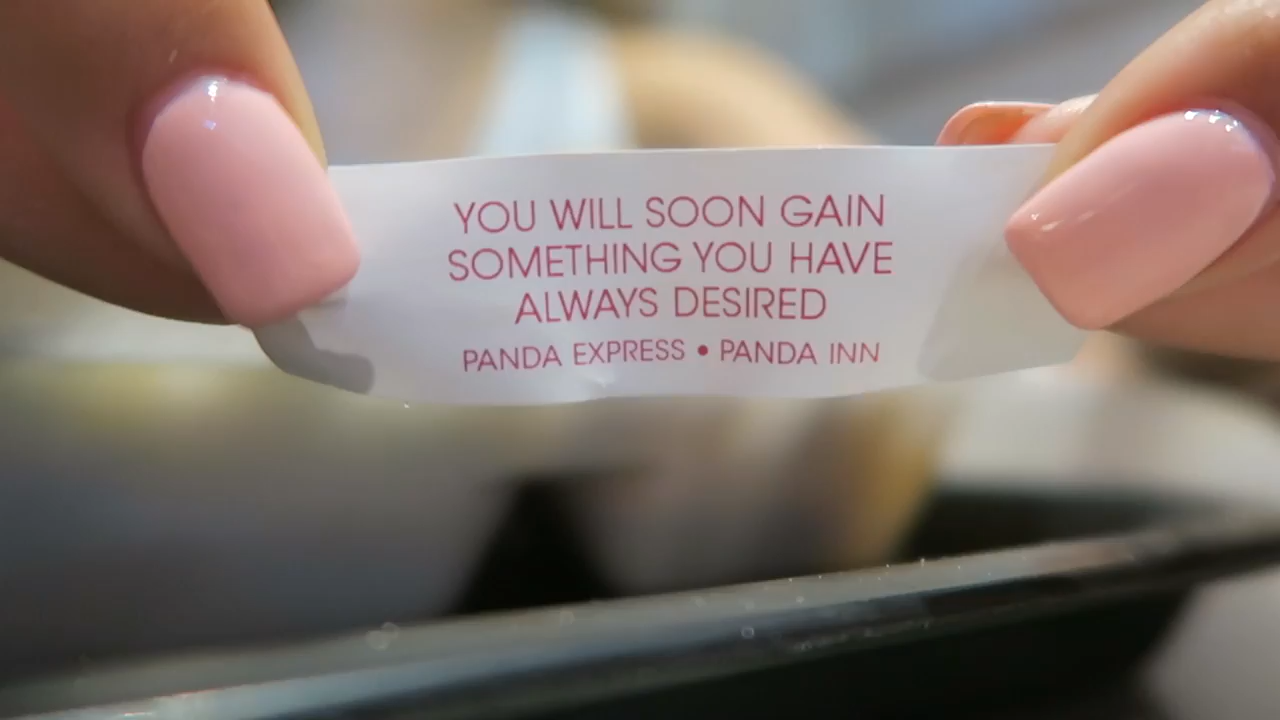 YOU WILL SOON GAIN
SOMETHING YOU HAVE
ALWAYS DESIRED
PANDA EXPRESS • PANDA INN